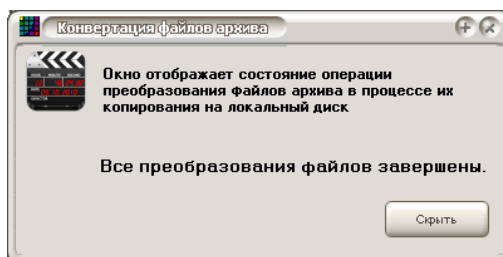 Конвертация файлов архива
Окно отображает состояние операции
преобразования файлов архива в процессе их
копирования на локальный диск
Все преобразования файлов завершены.
Скрыть